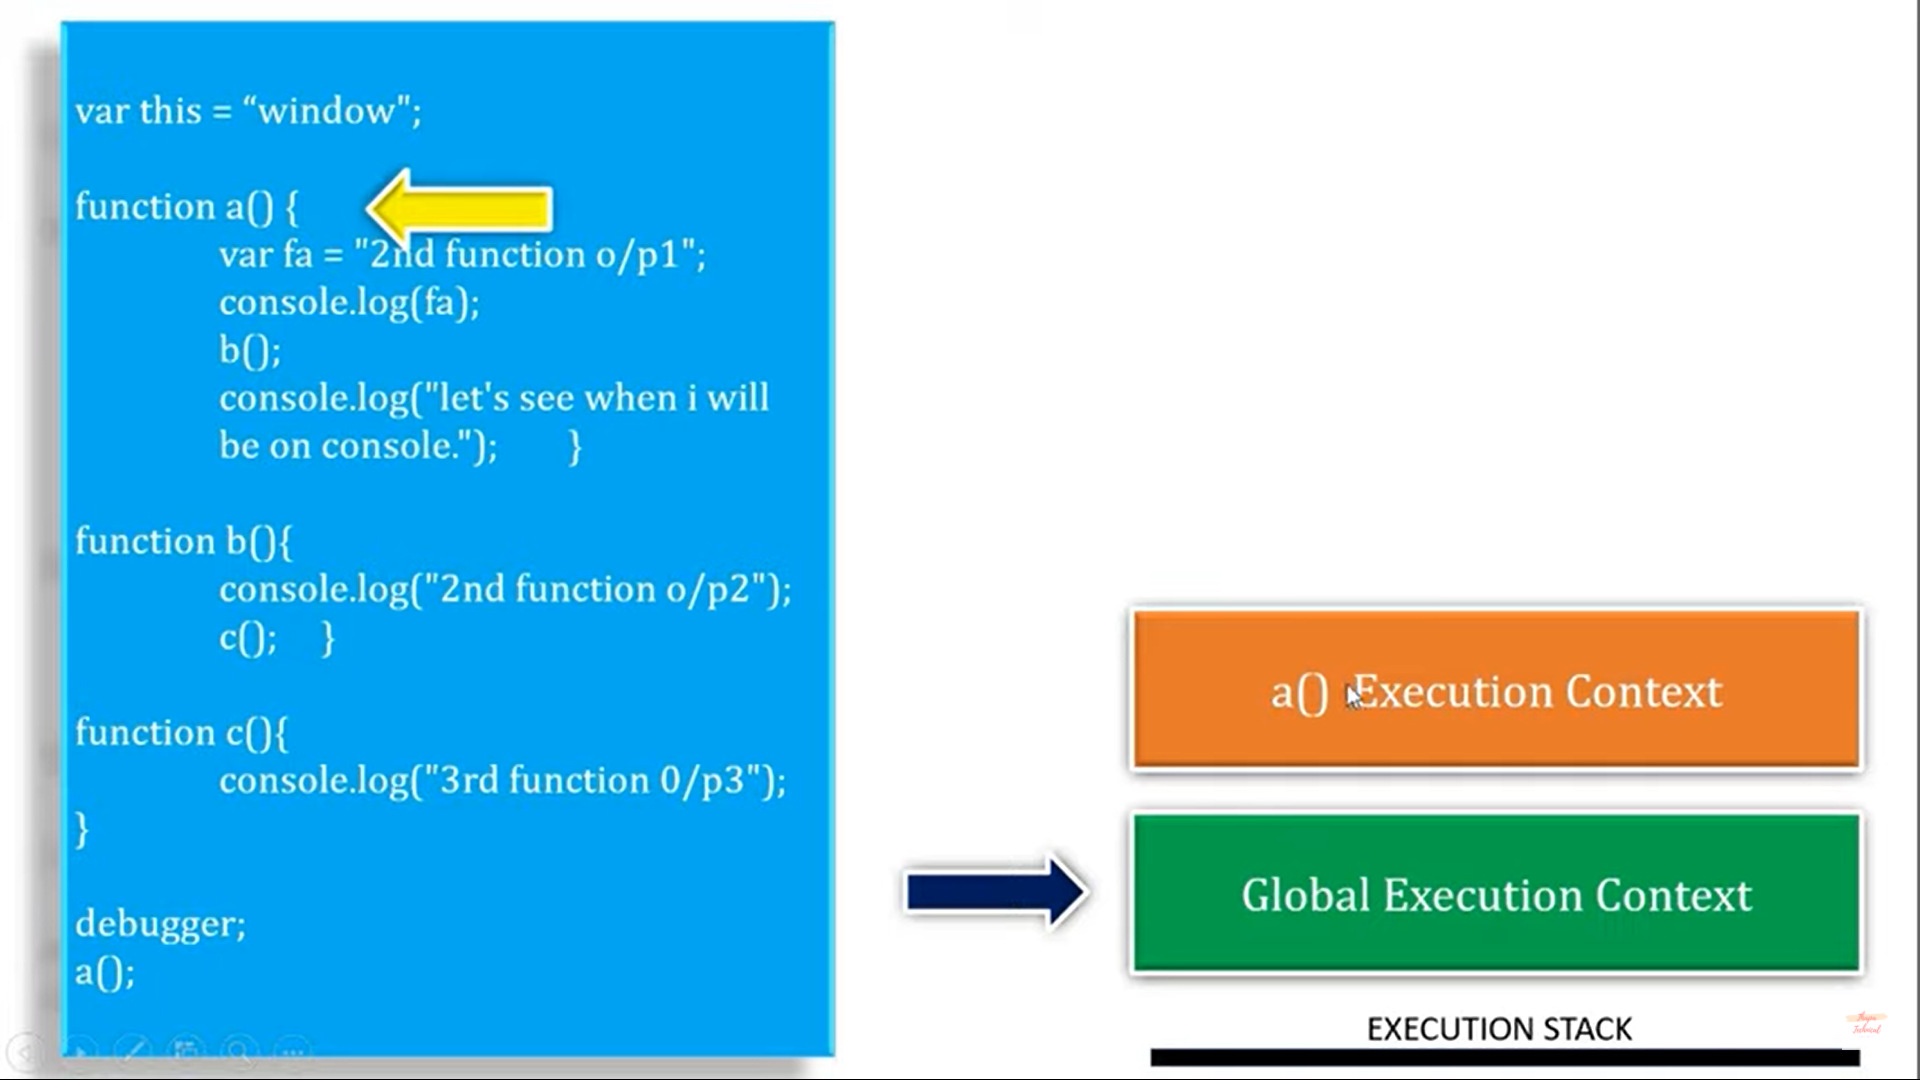 var this = “window";
function a() {
var fa = "2nd function o/p1";
console.log(fa);
b();
console.log("let's see when i will
be on console."); }
function b(){
console.log("2nd function o/p2");
c(); }
function c(){
console.log("3rd function 0/p3");
}
debugger;
a();
a() Execution Context
Global Execution Context
EXECUTION STACK